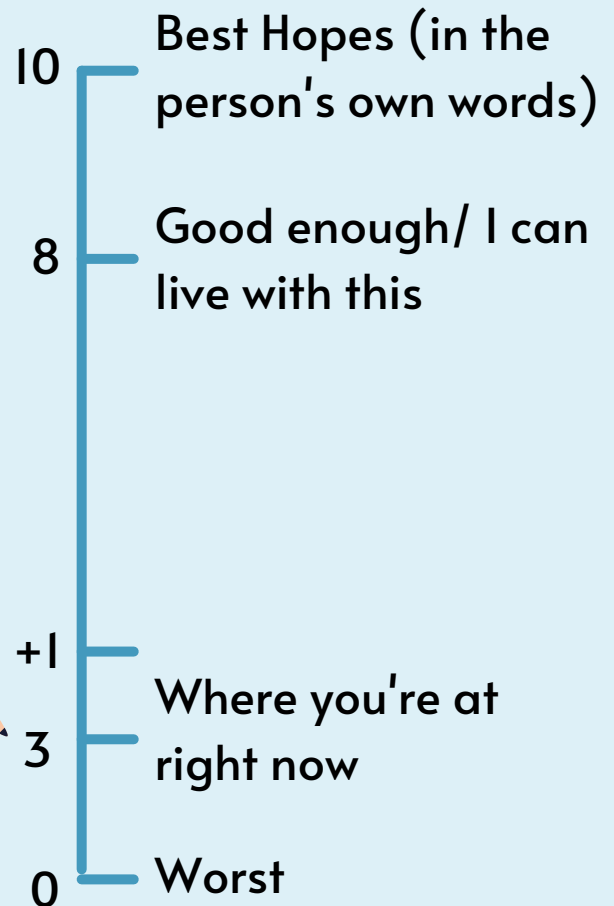 10 Best Hopes (in the
person's own words)
8 Good enough/ I can
live with this
+1
Where you're at
3 right now
0 Worst